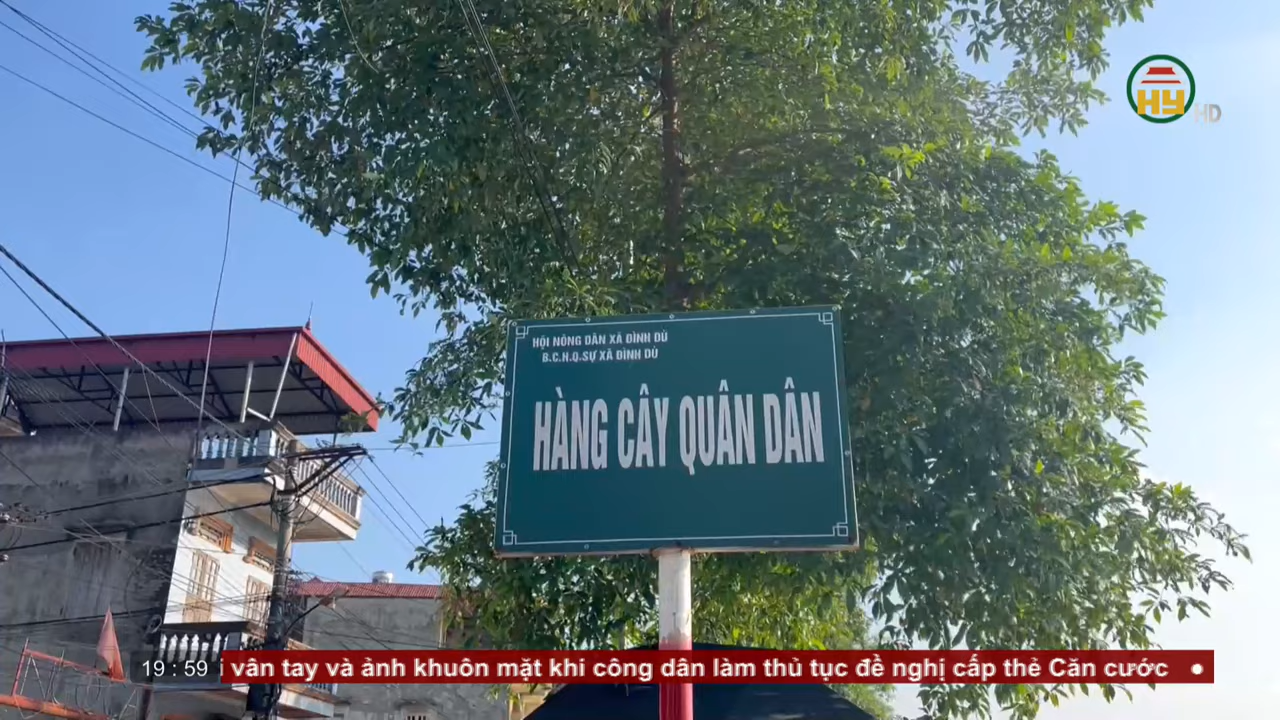 HY
HD
HỘI NÔNG DÂN XÃ ĐÌNH DÙ
B.C.H.Q.SỰ XÃ ĐÌNH DÙ
HÀNG CÂY QUÂN DÂN
19 : 59
vân tay và ảnh khuôn mặt khi công dân làm thủ tục đề nghị cấp thẻ Căn cước •